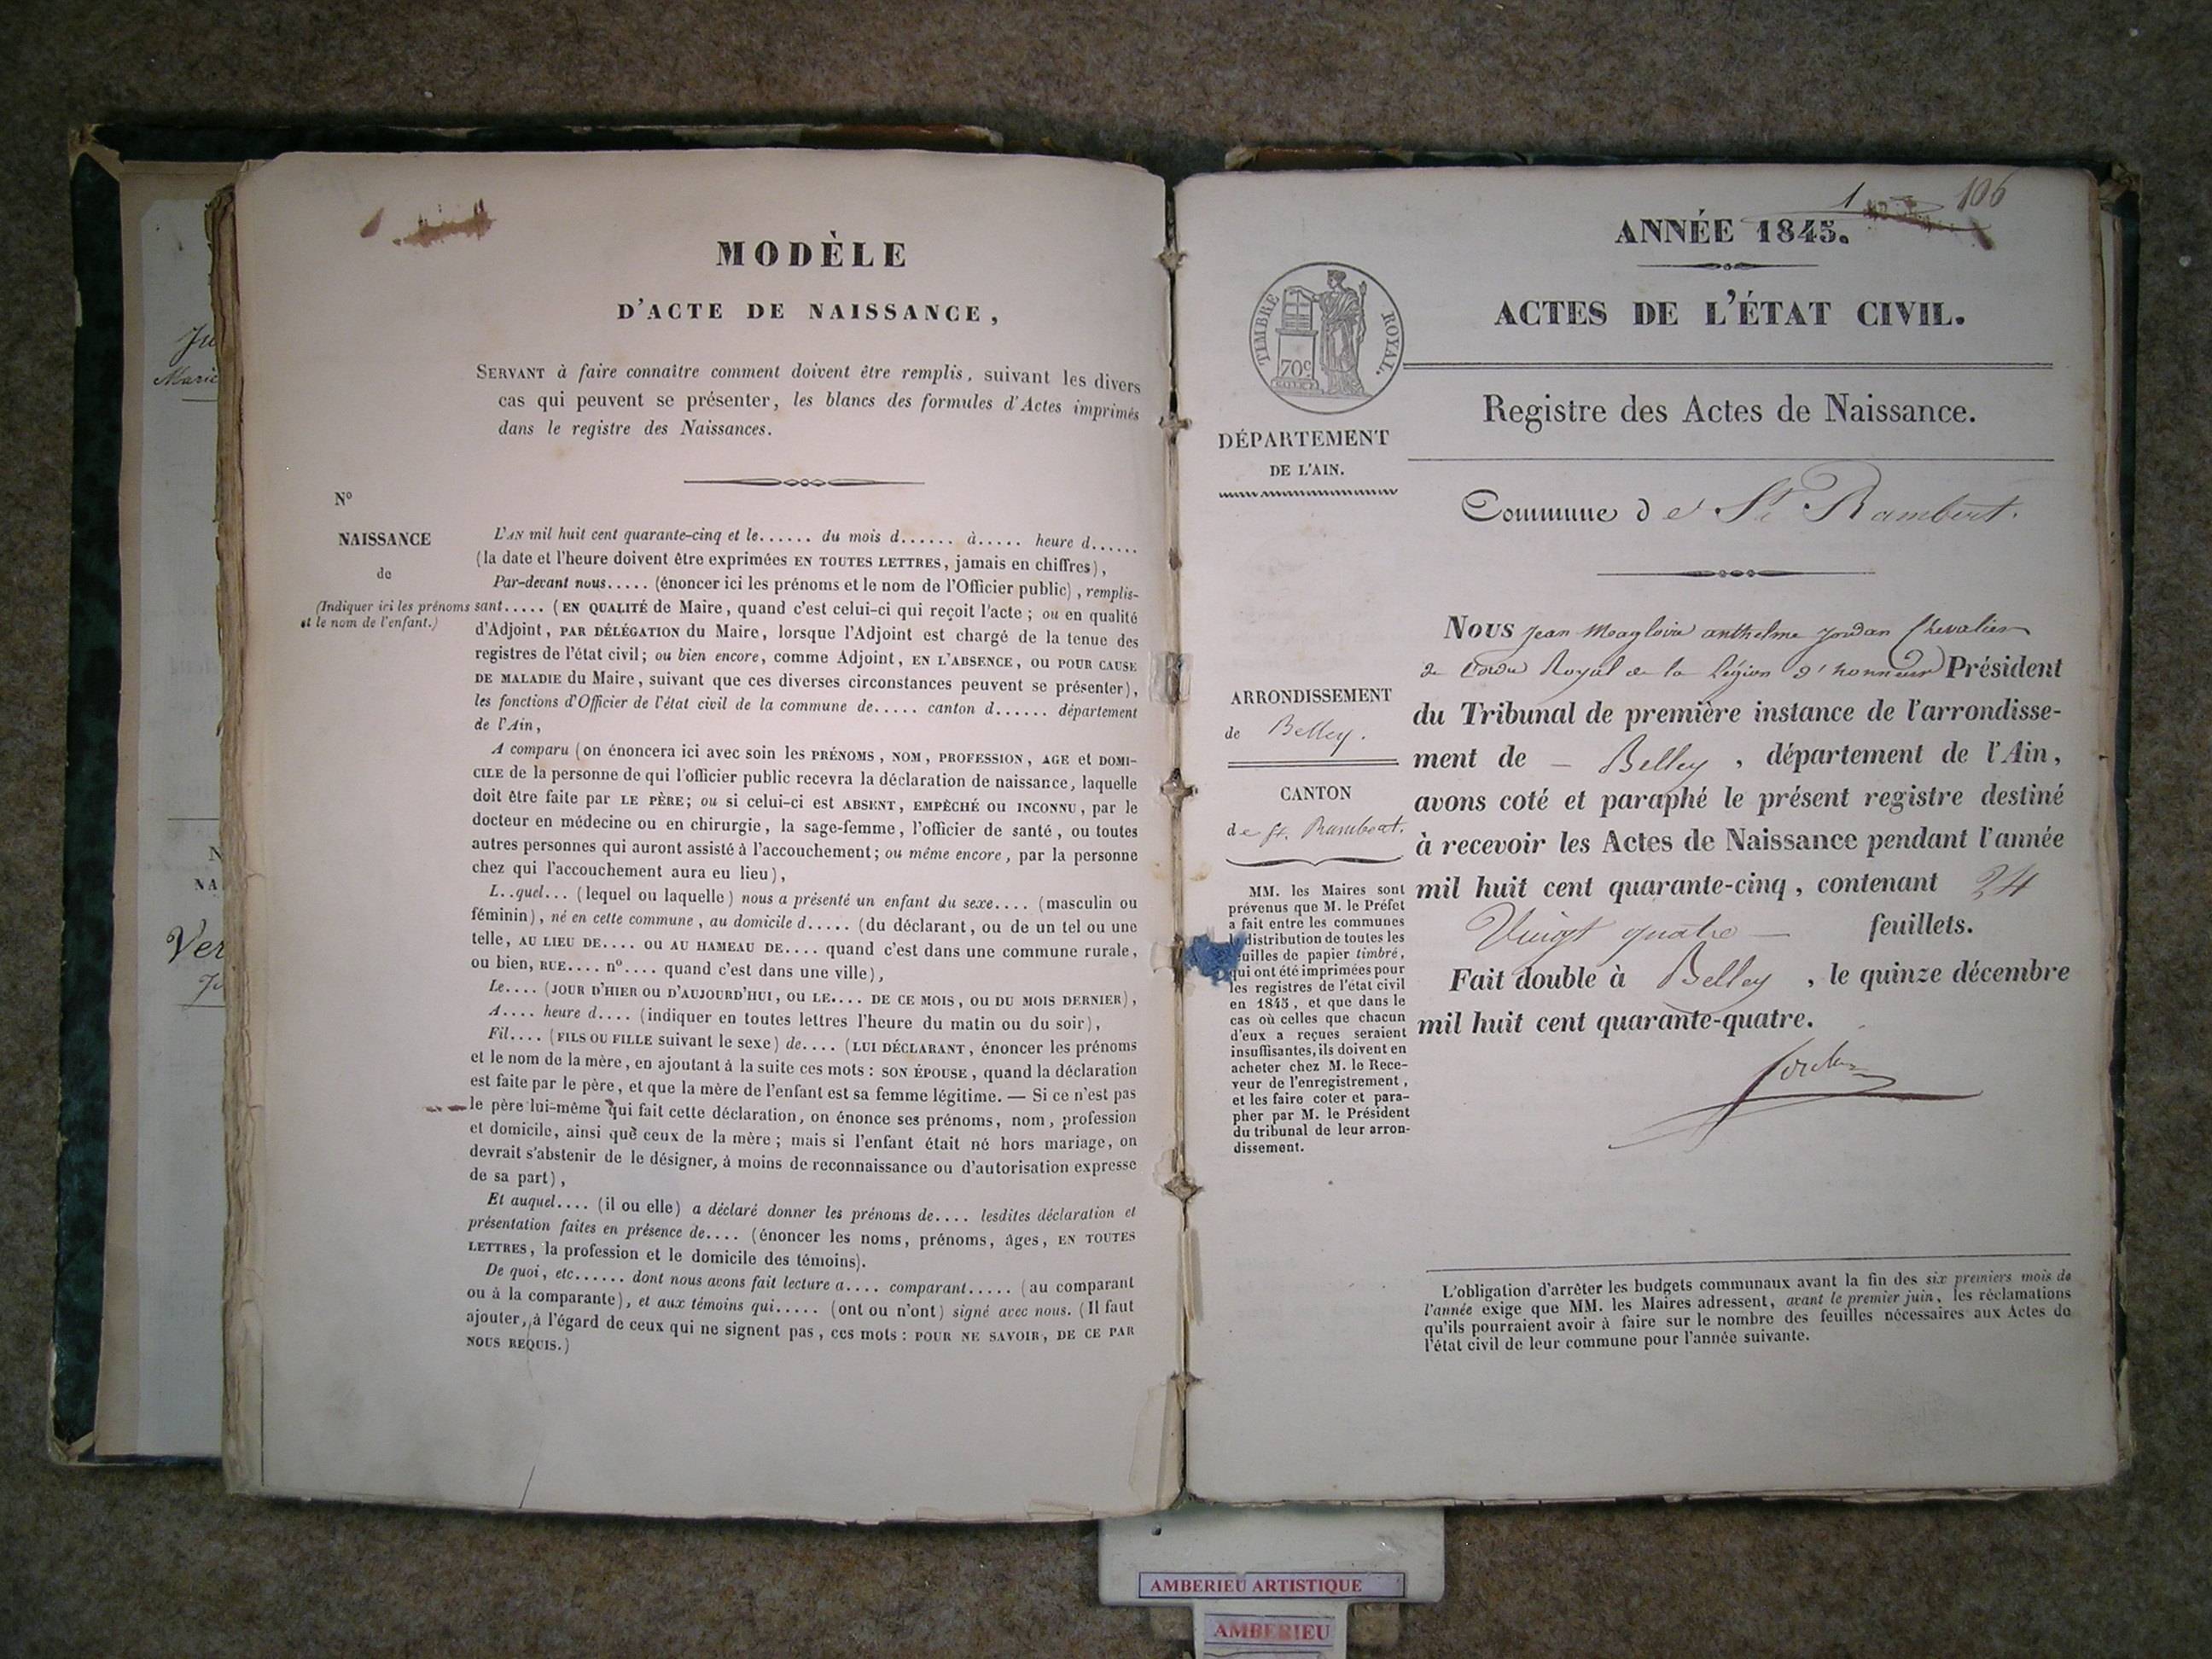 Ju
Marie
N
NA
Ver
MODÈLE
D'ACTE DE NAISSANCE,
SERVANT à faire connaître comment doivent être remplis, suivant les divers
cas qui peuvent se présenter, les blancs des formules d'Actes imprimés
dans le registre des Naissances.
N°
NAISSANCE
de
(Indiquer ici les prénoms
et le nom de l'enfant.)
L'AN mil huit cent quarante-cinq et le...... du mois d...... à..... heure d......
(la date et l'heure doivent être exprimées EN TOUTES LETTRES, jamais en chiffres),
Par-devant nous..... (énoncer ici les prénoms et le nom de l'Officier public), remplis-
sant..... (EN QUALITÉ de Maire, quand c'est celui-ci qui reçoit l'acte; ou en qualité
d'Adjoint, PAR DÉLÉGATION du Maire, lorsque l'Adjoint est chargé de la tenue des
registres de l'état civil; ou bien encore, comme Adjoint, EN L'ABSENCE, OU POUR CAUSE
DE MALADIE du Maire, suivant que ces diverses circonstances peuvent se présenter),
les fonctions d'Officier de l'état civil de la commune de..... canton d...... département
de l'Ain,
A comparu (on énoncera ici avec soin les PRÉNOMS, NOM, PROFESSION, AGE et DOMI-
CILE de la personne de qui l'officier public recevra la déclaration de naissance, laquelle
doit être faite par LE PÈRE; ou si celui-ci est ABSENT, EMPÊCHÉ OU INCONNU, par le
docteur en médecine ou en chirurgie, la sage-femme, l'officier de santé, ou toutes
autres personnes qui auront assisté à l'accouchement; ou même encore, par la personne
chez qui l'accouchement aura eu lieu),
L..quel... (lequel ou laquelle) nous a présenté un enfant du sexe.... (masculin ou
féminin), né en cette commune, au domicile d..... (du déclarant, ou de un tel ou une
telle, AU LIEU DE.... OU AU HAMEAU DE.... quand c'est dans une commune rurale,
ou bien, RUE.... n°.... quand c'est dans une ville),
Le.... (JOUR D'HIER OU D'AUJOURD'HUI, OU LE.... DE CE MOIS, OU DU MOIS DERNIER),
A.... heure d.... (indiquer en toutes lettres l'heure du matin ou du soir),
Fil.... (FILS OU FILLE suivant le sexe) de.... (LUI DÉCLARANT, énoncer les prénoms
et le nom de la mère, en ajoutant à la suite ces mots: SON ÉPOUSE, quand la déclaration
est faite par le père, et que la mère de l'enfant est sa femme légitime. — Si ce n'est pas
le père lui-même qui fait cette déclaration, on énonce ses prénoms, nom, profession
et domicile, ainsi que ceux de la mère; mais si l'enfant était né hors mariage, on
devrait s'abstenir de le désigner, à moins de reconnaissance ou d'autorisation expresse
de sa part),
Et auquel.... (il ou elle) a déclaré donner les prénoms de.... lesdites déclaration et
présentation faites en présence de.... (énoncer les noms, prénoms, âges, EN TOUTES
LETTRES, la profession et le domicile des témoins).
De quoi, etc...... dont nous avons fait lecture a.... comparant..... (au comparant
ou à la comparante), et aux témoins qui..... (ont ou n'ont) signé avec nous. (Il faut
ajouter, à l'égard de ceux qui ne signent pas, ces mots: POUR NE SAVOIR, DE CE PAR
NOUS REQUIS.)
1
106
ANNÉE 1845.
ACTES DE L'ÉTAT CIVIL.
TIMBRE ROYAL.
70c
Registre des Actes de Naissance.
DÉPARTEMENT
DE L'AIN.
Commune de St Rambert.
ARRONDISSEMENT
de Belley.
CANTON
de St. Rambert.
MM. les Maires sont
prévenus que M. le Préfet
a fait entre les communes
distribution de toutes les
uilles de papier timbré,
qui ont été imprimées pour
les registres de l'état civil
en 1845, et que dans le
cas où celles que chacun
d'eux a reçues seraient
insuffisantes, ils doivent en
acheter chez M. le Rece-
veur de l'enregistrement,
et les faire coter et para-
pher par M. le Président
du tribunal de leur arron-
dissement.
Nous Jean Magloire anthelme Jordan Chevalier
de l'ordre Royal de la Légion d'honneur Président
du Tribunal de première instance de l'arrondisse-
ment de – Belley, département de l'Ain,
avons coté et paraphé le présent registre destiné
à recevoir les Actes de Naissance pendant l'année
mil huit cent quarante-cinq, contenant 24
Vingt quatre — feuillets.
Fait double à Belley, le quinze décembre
mil huit cent quarante-quatre.
Jordan
L'obligation d'arrêter les budgets communaux avant la fin des six premiers mois de
l'année exige que MM. les Maires adressent, avant le premier juin, les réclamations
qu'ils pourraient avoir à faire sur le nombre des feuilles nécessaires aux Actes de
l'état civil de leur commune pour l'année suivante.
AMBERIEU ARTISTIQUE
AMBERIEU